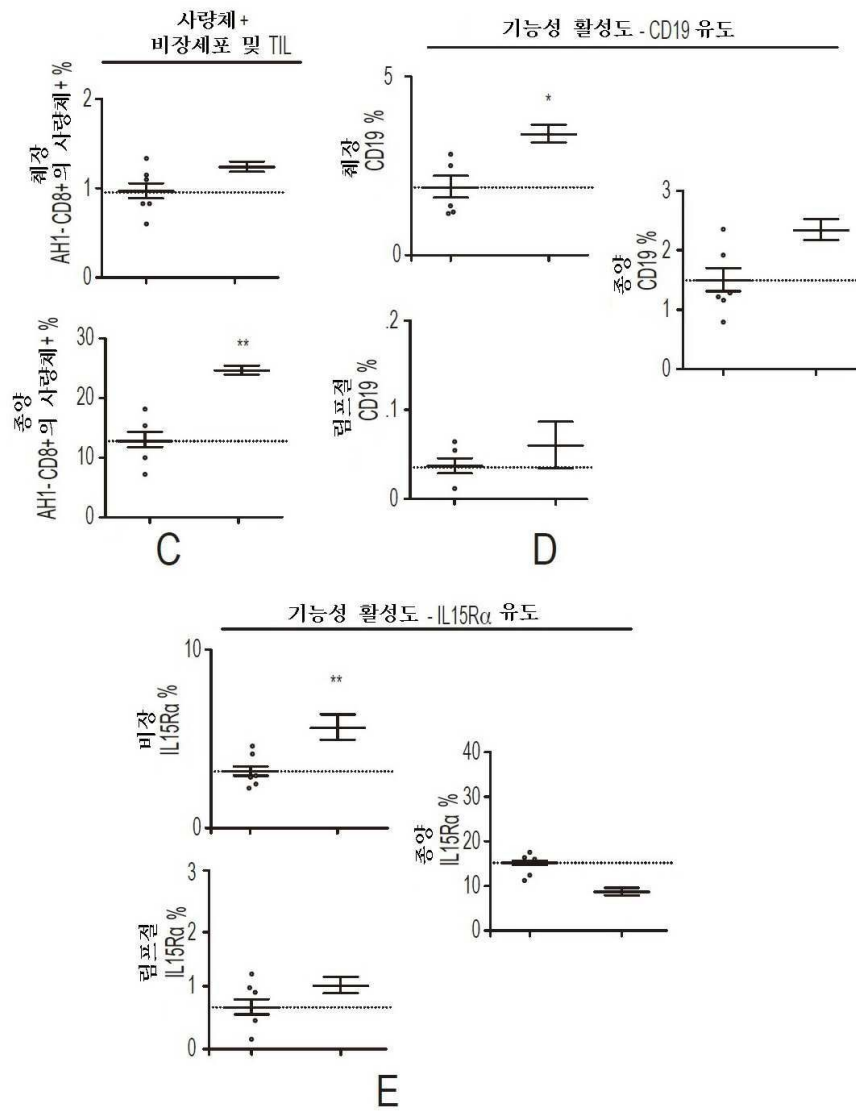 사량체+
비장세포 및 TIL
췌장
AH1-CD8+의 사량체+ %
2
1
0
종양
AH1-CD8+의 사량체+ %
30
20
10
0
**
C
기능성 활성도 - CD19 유도
췌장
CD19 %
5
0
*
림프절
CD19 %
.2
.1
0
종양
CD19 %
3
2
1
0
D
기능성 활성도 - IL15Rα 유도
비장
IL15Rα %
10
0
**
림프절
IL15Rα %
3
2
1
0
종양
IL15Rα %
40
30
20
10
0
E